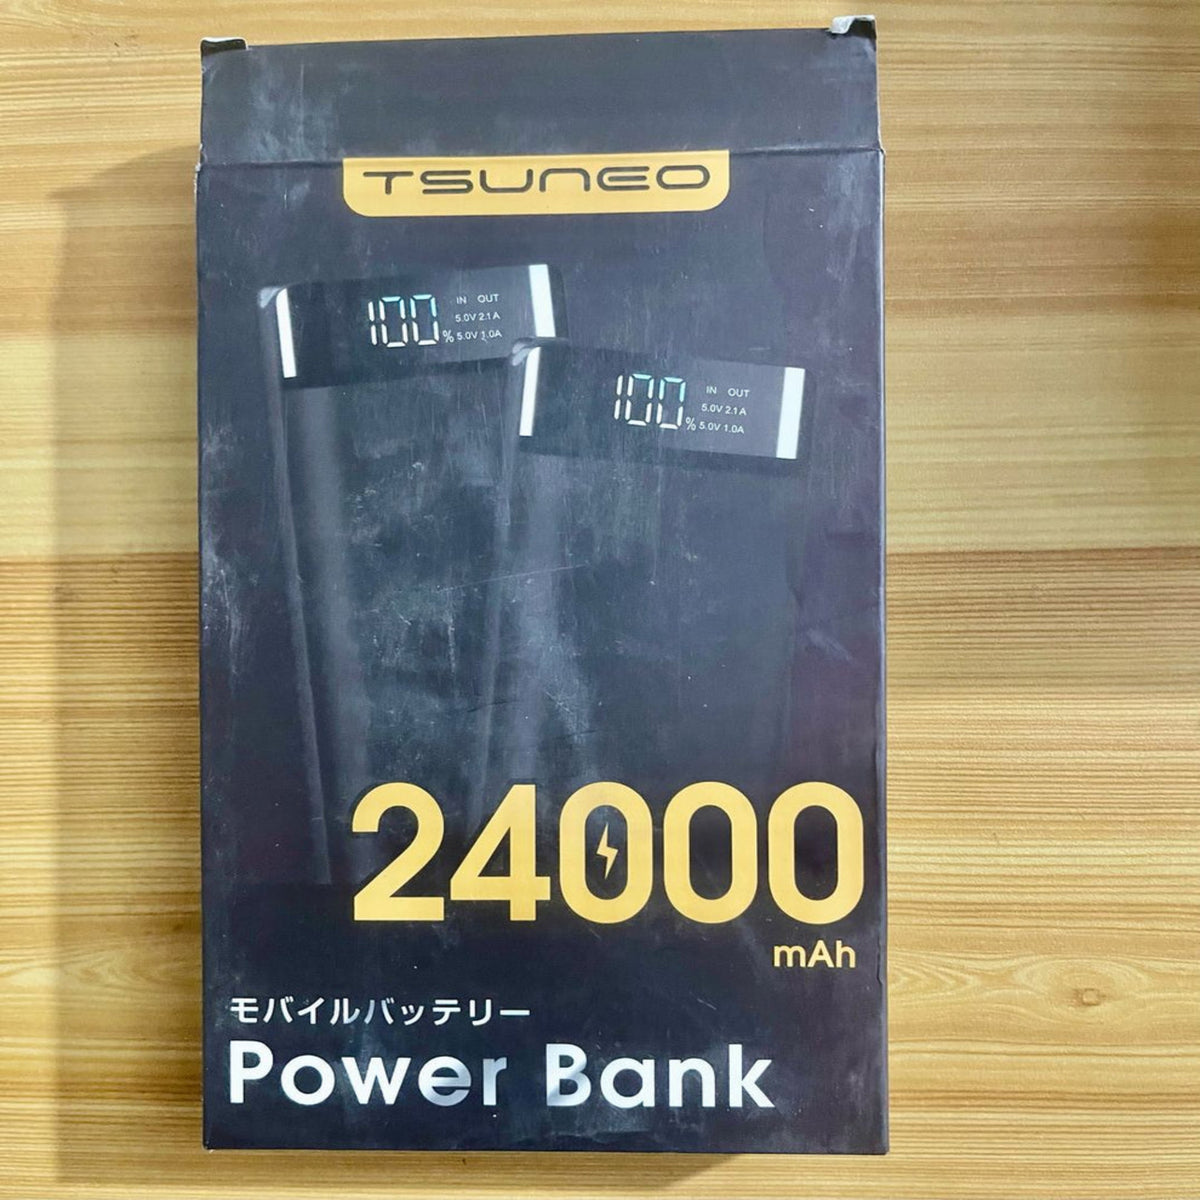 TSUNEO
100% IN OUT
5.0V 2.1A
5.0V 1.0A
100% IN OUT
5.0V 2.1A
5.0V 1.0A
24000
mAh
モバイルバッテリー
Power Bank